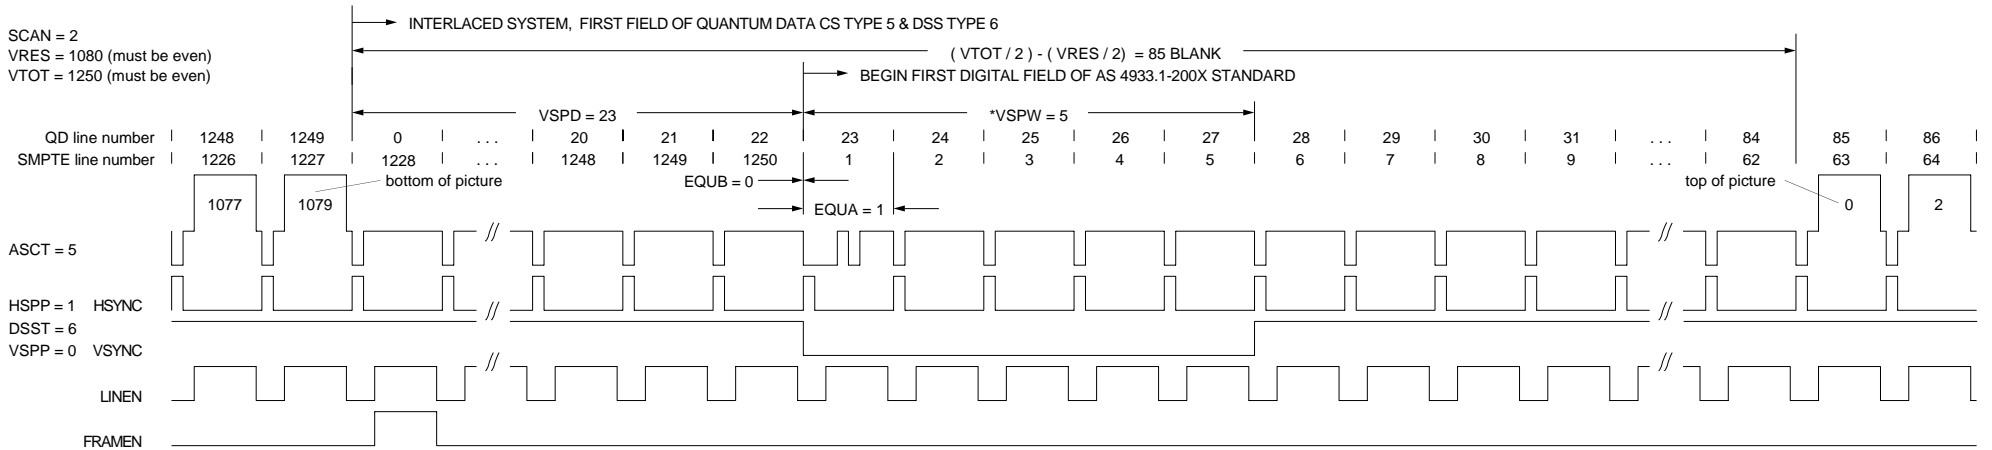 INTERLACED SYSTEM, FIRST FIELD OF QUANTUM DATA CS TYPE 5 & DSS TYPE 6
SCAN = 2
VRES = 1080 (must be even)
( VTOT / 2 ) - ( VRES / 2) = 85 BLANK
VTOT = 1250 (must be even)
BEGIN FIRST DIGITAL FIELD OF AS 4933.1-200X STANDARD
VSPD = 23
*VSPW = 5
QD line number 1248 1249 0 . . . 20 21 22 23 24 25 26 27 28 29 30 31 . . . 84 85 86
SMPTE line number 1226 1227 1228 . . . 1248 1249 1250 1 2 3 4 5 6 7 8 9 . . . 62 63 64
bottom of picture
EQUB = 0
top of picture
1077 1079
EQUA = 1
0 2
ASCT = 5
HSPP = 1 HSYNC
DSST = 6
VSPP = 0 VSYNC
LINEN
FRAMEN